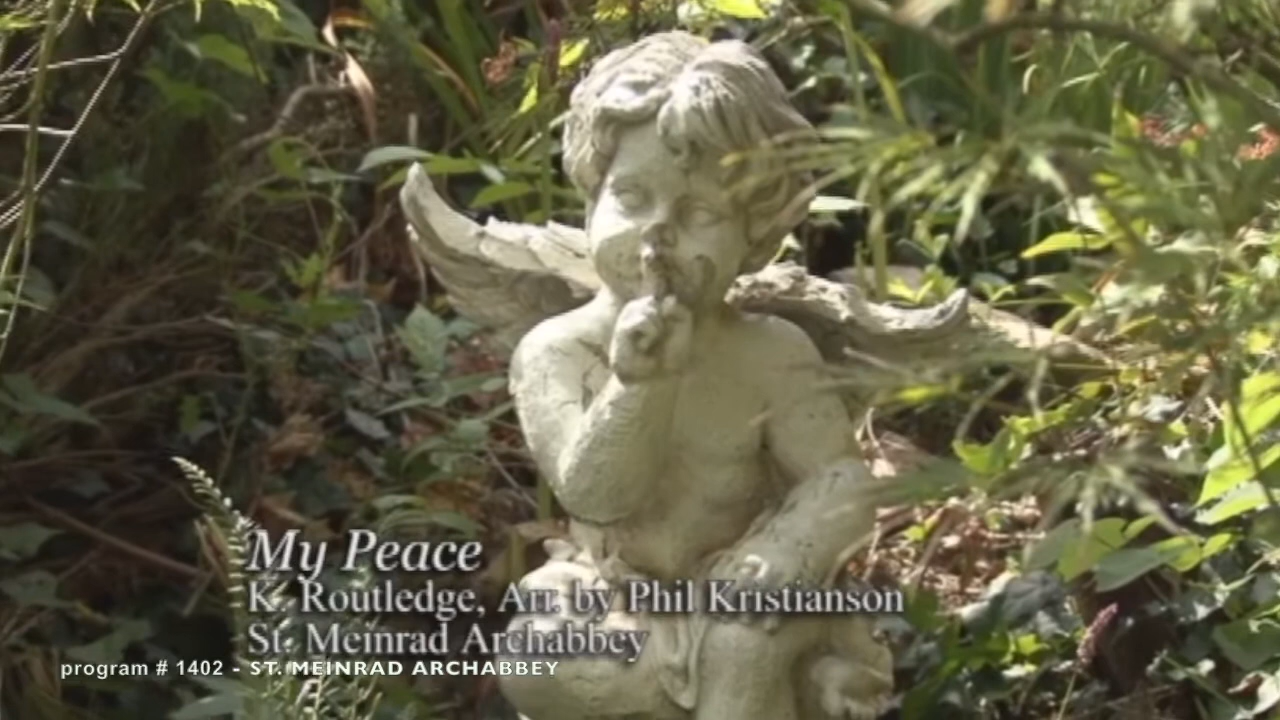 My Peace
K. Routledge, Arr. by Phil Kristianson
St. Meinrad Archabbey
program # 1402 - ST. MEINRAD ARCHABBEY